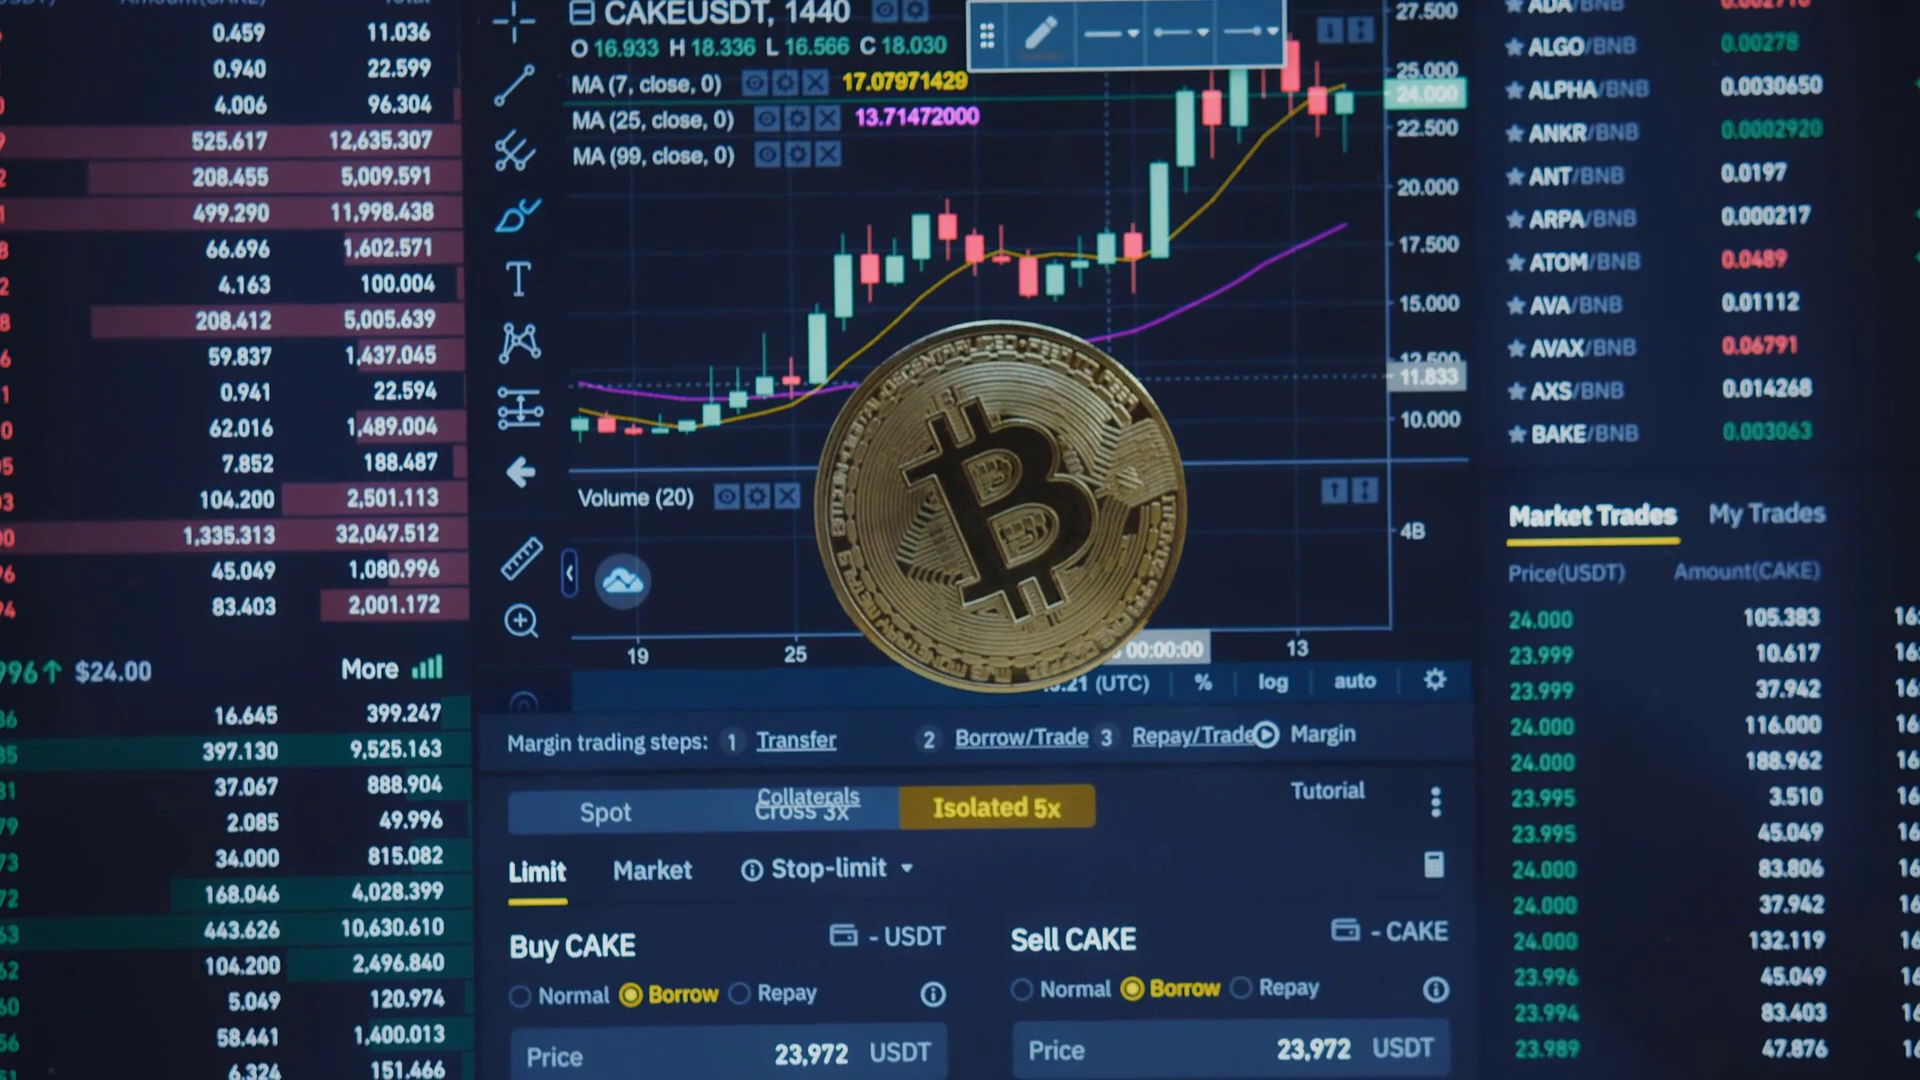 Amount(CAKE) Total
0.459 11.036
0.940 22.599
4.006 96.304
525.617 12,635.307
208.455 5,009.591
499.290 11,998.438
66.696 1,602.571
4.163 100.004
208.412 5,005.639
59.837 1,437.045
0.941 22.594
62.016 1,489.004
7.852 188.487
104.200 2,501.113
1,335.313 32,047.512
45.049 1,080.996
83.403 2,001.172
$24.00 More
16.645 399.247
397.130 9,525.163
37.067 888.904
2.085 49.996
34.000 815.082
168.046 4,028.399
443.626 10,630.610
104.200 2,496.840
5.049 120.974
58.441 1,400.013
6.324 151.466
CAKEUSDT, 1440
O 16.933 H 18.336 L 16.566 C 18.030
MA (7, close, 0) 17.07971429
MA (25, close, 0) 13.71472000
MA (99, close, 0)
27.500
25.000
24.000
22.500
20.000
17.500
15.000
12.500
11.833
10.000
Volume (20)
4B
19 25 00:00:00 13
(UTC) % log auto
Margin trading steps: 1 Transfer 2 Borrow/Trade 3 Repay/Trade Margin
Tutorial
Collaterals
Spot Cross 3x Isolated 5x
Limit Market Stop-limit
Buy CAKE - USDT
Normal Borrow Repay
Price 23,972 USDT
Sell CAKE - CAKE
Normal Borrow Repay
Price 23,972 USDT
ADA/BNB
ALGO/BNB 0.00278
ALPHA/BNB 0.0030650
ANKR/BNB 0.0002920
ANT/BNB 0.0197
ARPA/BNB 0.000217
ATOM/BNB 0.0489
AVA/BNB 0.01112
AVAX/BNB 0.06791
AXS/BNB 0.014268
BAKE/BNB 0.003063
Market Trades My Trades
Price(USDT) Amount(CAKE)
24.000 105.383
23.999 10.617
23.999 37.942
24.000 116.000
24.000 188.962
23.995 3.510
23.995 45.049
24.000 83.806
24.000 37.942
24.000 132.119
23.996 45.049
23.994 83.403
23.989 47.876